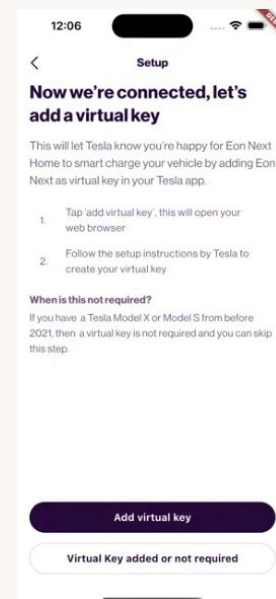 12:06
Setup
Now we're connected, let's
add a virtual key
This will let Tesla know you're happy for Eon Next
Home to smart charge your vehicle by adding Eon
Next as virtual key in your Tesla app.
1. Tap 'add virtual key', this will open your
web browser
2. Follow the setup instructions by Tesla to
create your virtual key
When is this not required?
If you have a Tesla Model X or Model S from before
2021, then a virtual key is not required and you can skip
this step.
Add virtual key
Virtual Key added or not required